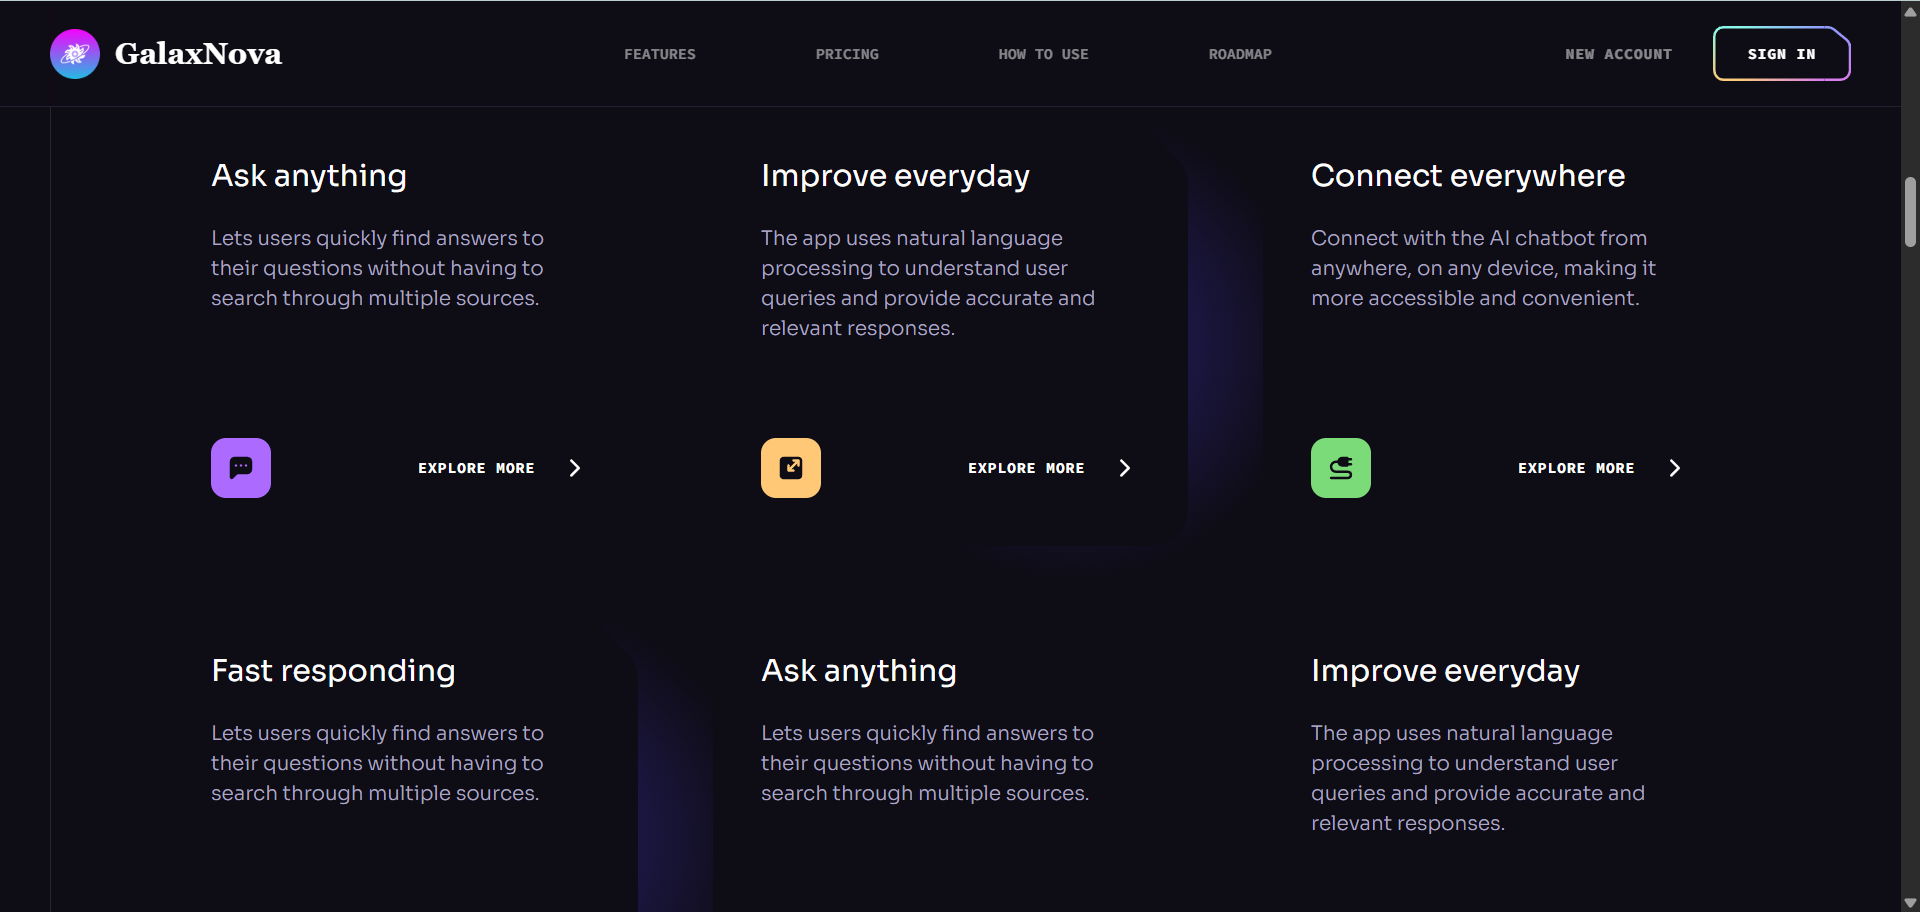 GalaxNova
FEATURES
PRICING
HOW TO USE
ROADMAP
NEW ACCOUNT
SIGN IN
Ask anything
Lets users quickly find answers to
their questions without having to
search through multiple sources.
EXPLORE MORE
Improve everyday
The app uses natural language
processing to understand user
queries and provide accurate and
relevant responses.
EXPLORE MORE
Connect everywhere
Connect with the AI chatbot from
anywhere, on any device, making it
more accessible and convenient.
EXPLORE MORE
Fast responding
Lets users quickly find answers to
their questions without having to
search through multiple sources.
Ask anything
Lets users quickly find answers to
their questions without having to
search through multiple sources.
Improve everyday
The app uses natural language
processing to understand user
queries and provide accurate and
relevant responses.